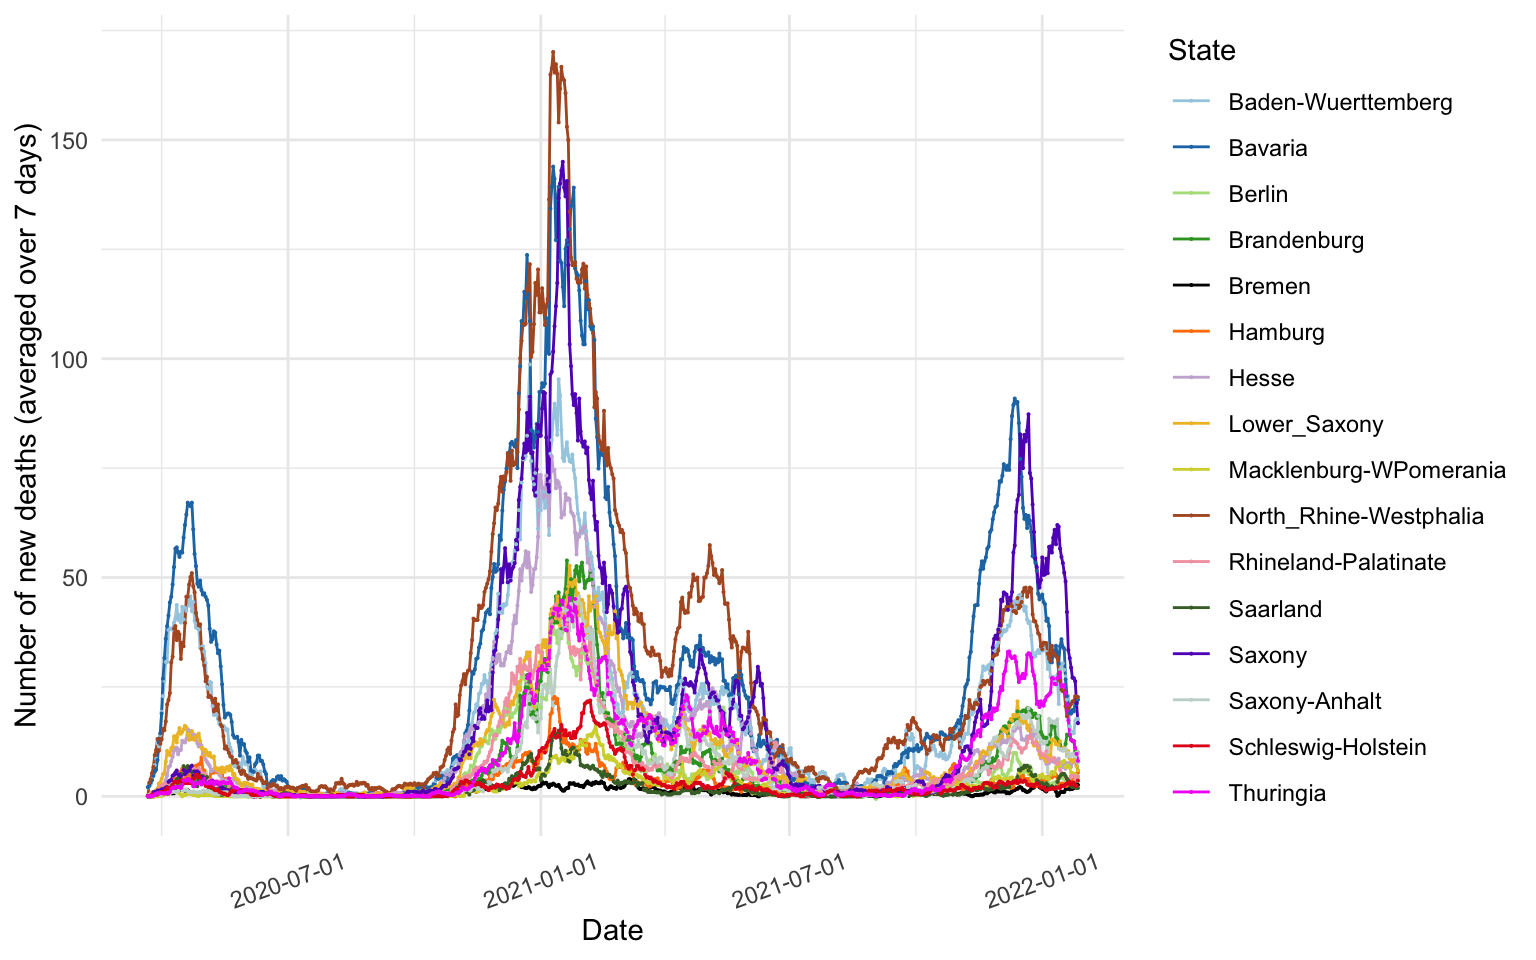 Number of new deaths (averaged over 7 days)
150
100
50
0
2020-07-01
2021-01-01
2021-07-01
2022-01-01
Date
State
Baden-Wuerttemberg
Bavaria
Berlin
Brandenburg
Bremen
Hamburg
Hesse
Lower_Saxony
Macklenburg-WPomerania
North_Rhine-Westphalia
Rhineland-Palatinate
Saarland
Saxony
Saxony-Anhalt
Schleswig-Holstein
Thuringia